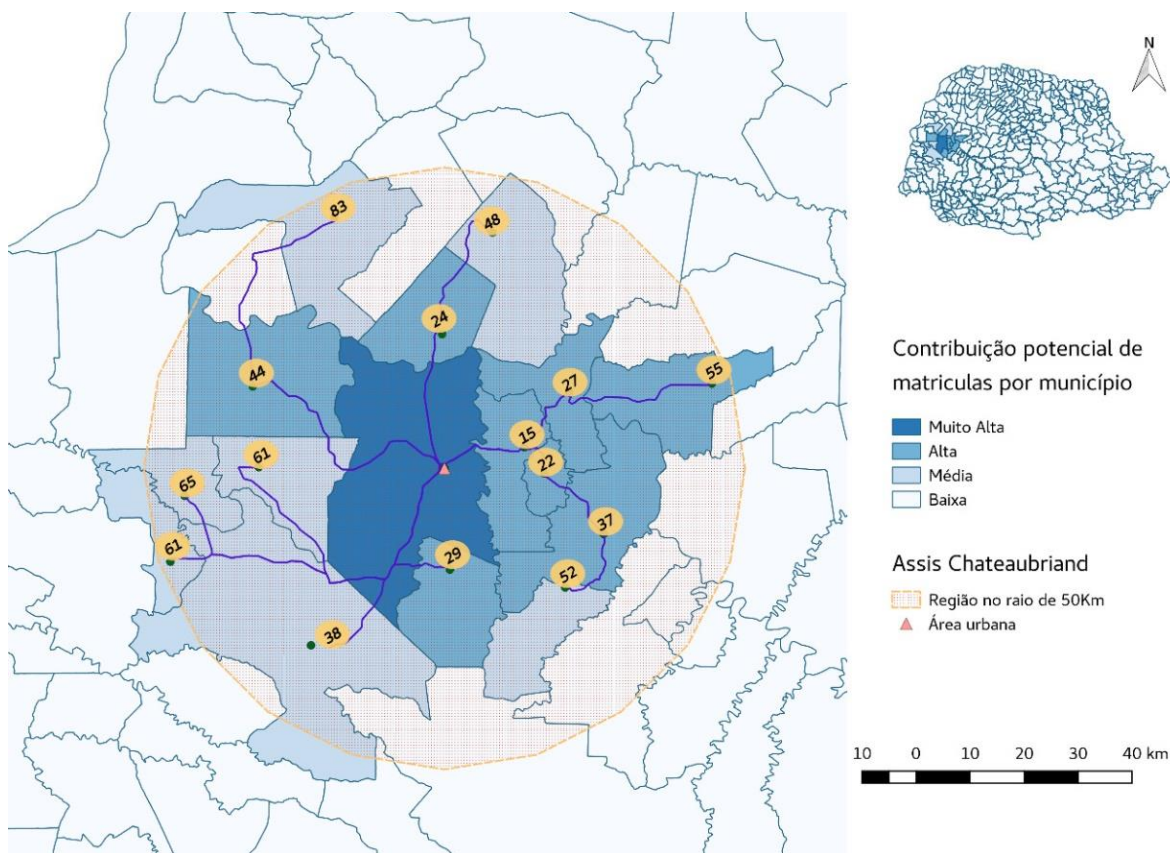 N
83
48
24
44
27
55
15
61
22
65
37
61
29
52
38
Contribuição potencial de
matriculas por município
Muito Alta
Alta
Média
Baixa
Assis Chateaubriand
Região no raio de 50Km
Área urbana
10 0 10 20 30 40 km